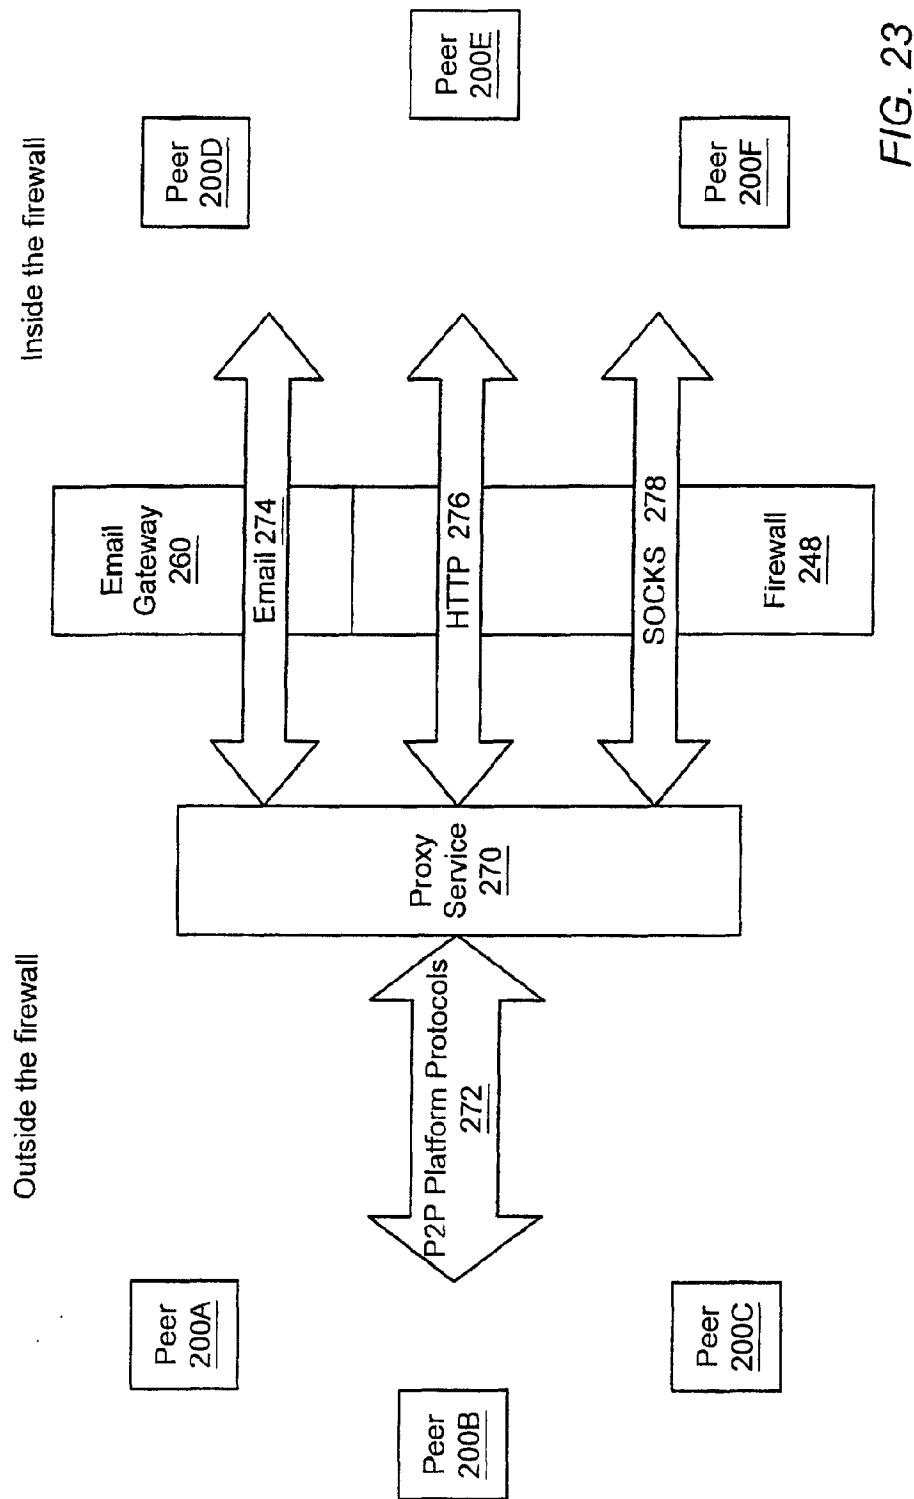 Outside the firewall
Inside the firewall
Peer
200A
Peer
200B
Peer
200C
P2P Platform Protocols
272
Proxy
Service
270
Email
Gateway
260
Email 274
HTTP 276
SOCKS 278
Firewall
248
Peer
200D
Peer
200E
Peer
200F
FIG. 23